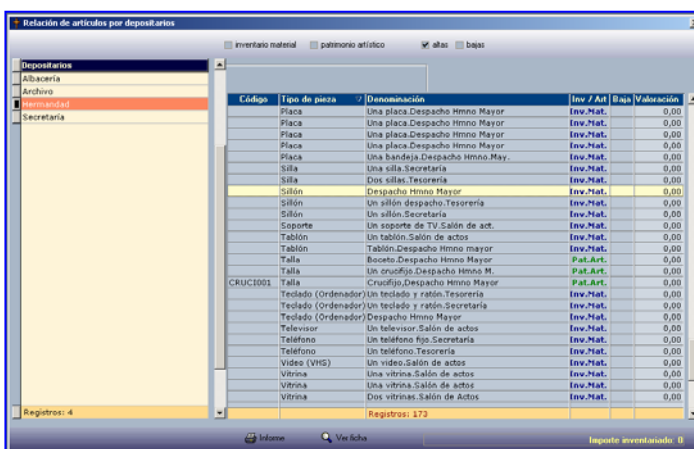 Relación de artículos por depositarios
inventario material patrimonio artístico altas bajas
Depositarios
Albacería
Archivo
Hermandad
Secretaría
Registros: 4
Código Tipo de pieza Denominación Inv / Art Baja Valoración
Placa Una placa.Despacho Hmno Mayor Inv.Mat. 0,00
Placa Una placa.Despacho Hmno Mayor Inv.Mat. 0,00
Placa Una placa.Despacho Hmno Mayor Inv.Mat. 0,00
Placa Una placa.Despacho Hmno Mayor Inv.Mat. 0,00
Placa Una bandeja.Despacho Hmno.May. Inv.Mat. 0,00
Silla Una silla.Secretaría Inv.Mat. 0,00
Silla Dos sillas.Tesorería Inv.Mat. 0,00
Sillón Despacho Hmno Mayor Inv.Mat. 0,00
Sillón Un sillón despacho.Tesorería Inv.Mat. 0,00
Sillón Un sillón.Secretaría Inv.Mat. 0,00
Soporte Un soporte de TV.Salón de act. Inv.Mat. 0,00
Tablón Un tablón.Salón de actos Inv.Mat. 0,00
Tablón Tablón.Despacho Hmno mayor Inv.Mat. 0,00
Talla Boceto.Despacho Hmno Mayor Pat.Art. 0,00
Talla Un crucifijo.Despacho Hmno M. Pat.Art. 0,00
CRUCI001 Talla Crucifijo,Despacho Hmno,Mayor Pat.Art. 0,00
Teclado (Ordenador) Un teclado y ratón.Tesorería Inv.Mat. 0,00
Teclado (Ordenador) Un teclado y ratón.Secretaría Inv.Mat. 0,00
Teclado (Ordenador) Despacho Hmno Mayor Inv.Mat. 0,00
Televisor Un televisor.Salón de actos Inv.Mat. 0,00
Teléfono Un teléfono fijo.Secretaría Inv.Mat. 0,00
Teléfono Un teléfono.Tesorería Inv.Mat. 0,00
Video (VHS) Un video.Salón de actos Inv.Mat. 0,00
Vitrina Una vitrina.Salón de actos Inv.Mat. 0,00
Vitrina Una vitrina.Salón de actos Inv.Mat. 0,00
Vitrina Dos vitrinas.Salón de Actos Inv.Mat. 0,00
Registros: 173
Informe Ver ficha Importe inventariado: 0